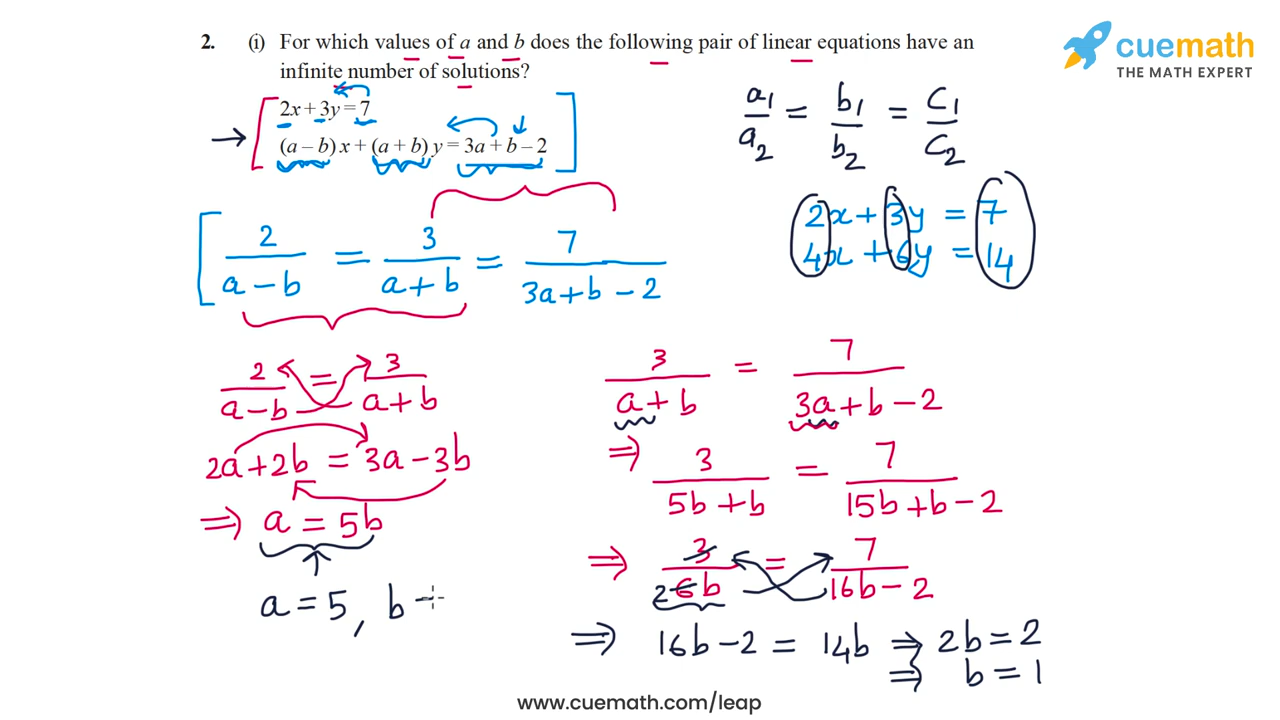 2. (i) For which values of a and b does the following pair of linear equations have an
infinite number of solutions?
2x + 3y = 7
(a – b) x + (a + b) y = 3a + b – 2
cuemath
THE MATH EXPERT
a1/a2 = b1/b2 = c1/c2
2x + 3y = 7
4x + 6y = 14
2/(a-b) = 3/(a+b) = 7/(3a+b-2)
2/(a-b) = 3/(a+b)
2a+2b = 3a-3b
⇒ a = 5b
a = 5, b
3/(a+b) = 7/(3a+b-2)
⇒ 3/(5b+b) = 7/(15b+b-2)
⇒ 3/(2 6b) = 7/(16b-2)
⇒ 16b-2 = 14b ⇒ 2b = 2
⇒ b = 1
www.cuemath.com/leap